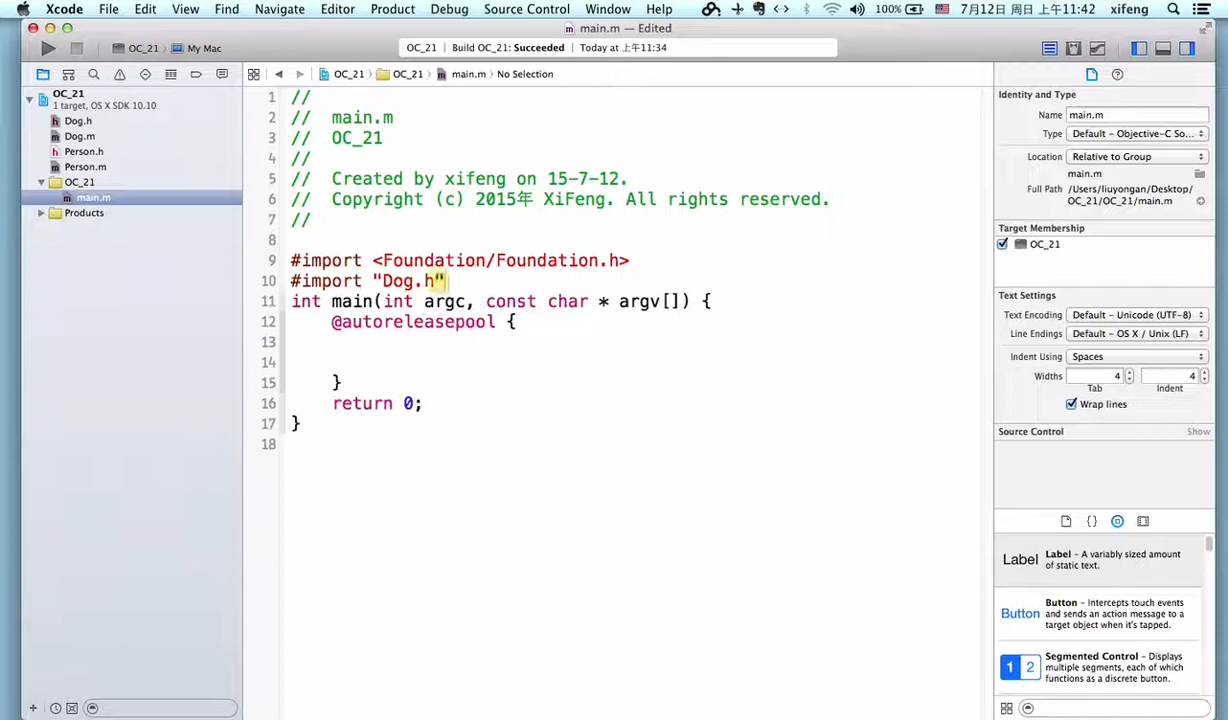 Xcode File Edit View Find Navigate Editor Product Debug Source Control Window Help 100% 7月12日 周日 上午11:42 xifeng
main.m — Edited
OC_21 My Mac
OC_21 Build OC_21: Succeeded Today at 上午11:34
OC_21 OC_21 main.m No Selection
OC_21
1 target, OS X SDK 10.10
Dog.h
Dog.m
Person.h
Person.m
OC_21
main.m
Products
1 //
2 // main.m
3 // OC_21
4 //
5 // Created by xifeng on 15-7-12.
6 // Copyright (c) 2015年 XiFeng. All rights reserved.
7 //
8
9 #import <Foundation/Foundation.h>
10 #import "Dog.h"
11 int main(int argc, const char * argv[]) {
12 @autoreleasepool {
13
14
15 }
16 return 0;
17 }
18
Identity and Type
Name main.m
Type Default - Objective-C So...
Location Relative to Group
main.m
Full Path /Users/liuyongan/Desktop/
OC_21/OC_21/main.m
Target Membership
OC_21
Text Settings
Text Encoding Default - Unicode (UTF-8)
Line Endings Default - OS X / Unix (LF)
Indent Using Spaces
Widths 4 4
Tab Indent
Wrap lines
Source Control Show
Label Label - A variably sized amount
of static text.
Button Button - Intercepts touch events
and sends an action message to a
target object when it's tapped.
1 2 Segmented Control - Displays
multiple segments, each of which
functions as a discrete button.